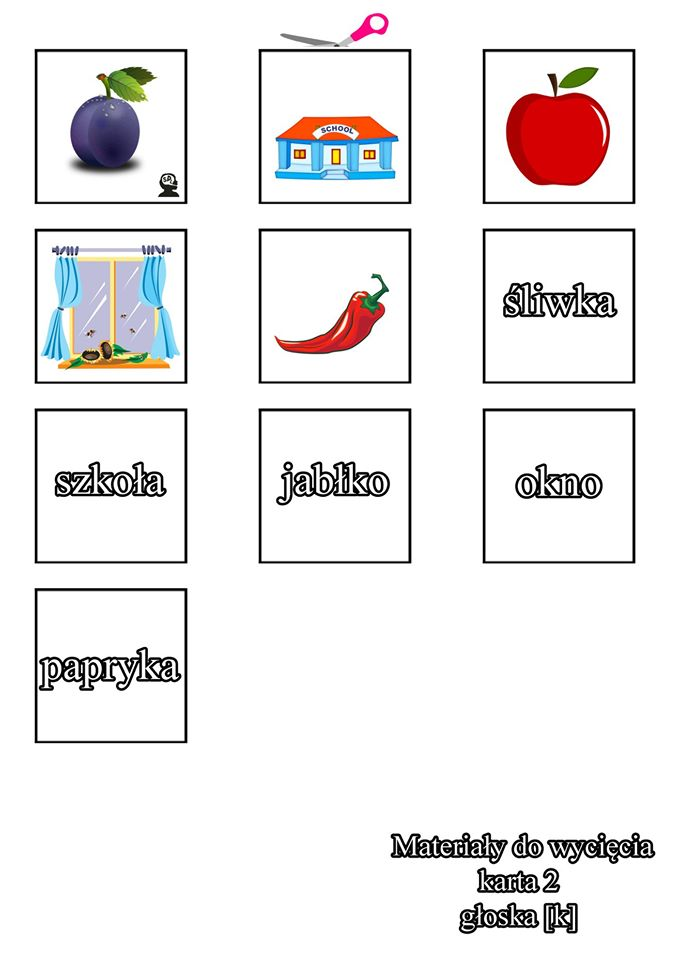 SCHOOL
śliwka
szkoła
jabłko
okno
papryka
Materiały do wycięcia
karta 2
głoska [k]